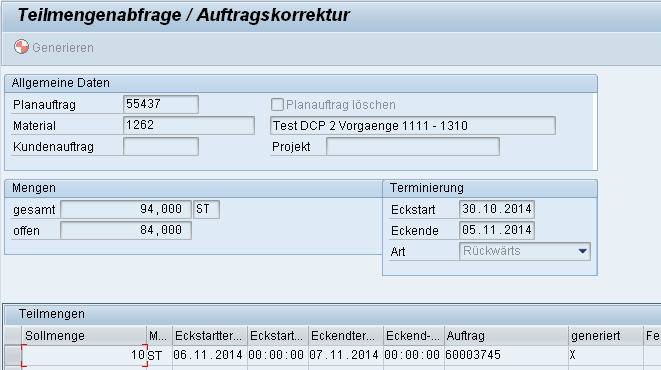 Teilmengenabfrage / Auftragskorrektur
Generieren
Allgemeine Daten
Planauftrag 55437 Planauftrag löschen
Material 1262 Test DCP 2 Vorgaenge 1111 - 1310
Kundenauftrag Projekt
Mengen Terminierung
gesamt 94,000 ST Eckstart 30.10.2014
offen 84,000 Eckende 05.11.2014
Art Rückwärts
Teilmengen
Sollmenge M... Eckstartter... Eckstart... Eckendter... Eckend-... Auftrag generiert Fe
10 ST 06.11.2014 00:00:00 07.11.2014 00:00:00 60003745 X